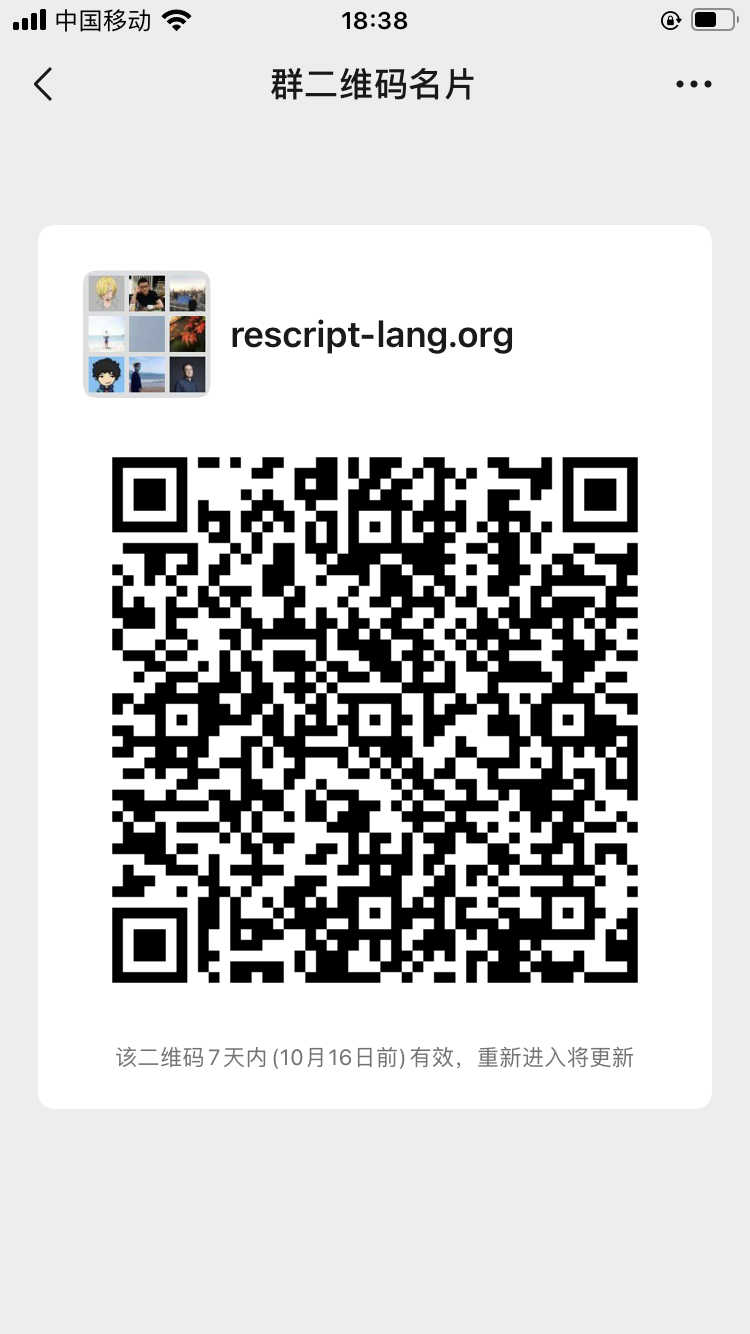 中国移动
18:38
群二维码名片
rescript-lang.org
该二维码7天内(10月16日前)有效，重新进入将更新